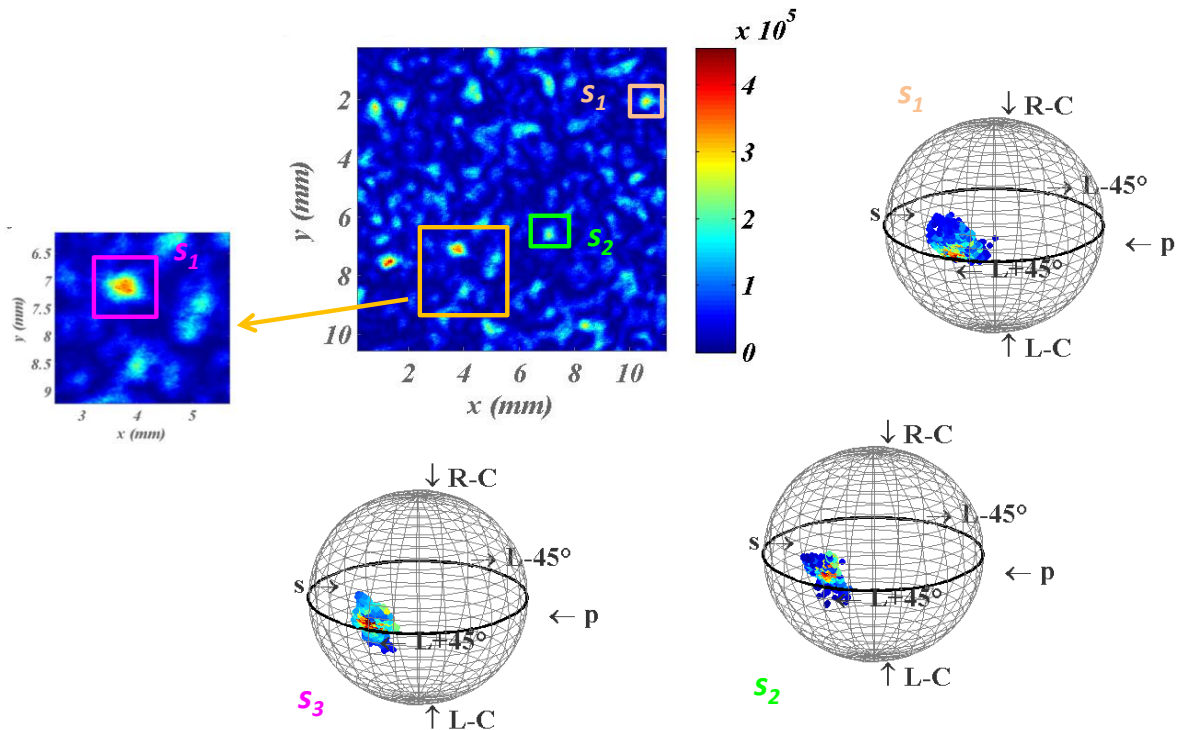 x 10⁵
4
3
2
1
0
2
4
6
8
10
y (mm)
2
4
6
8
10
x (mm)
S₁
S₂
6.5
7
7.5
8
8.5
9
y (mm)
3
4
5
x (mm)
S₁
S₁
↓ R-C
→ L-45°
s →
← p
← L+45°
↑ L-C
↓ R-C
→ L-45°
s →
← p
← L+45°
↑ L-C
S₃
↓ R-C
→ L-45°
s →
← p
← L+45°
↑ L-C
S₂